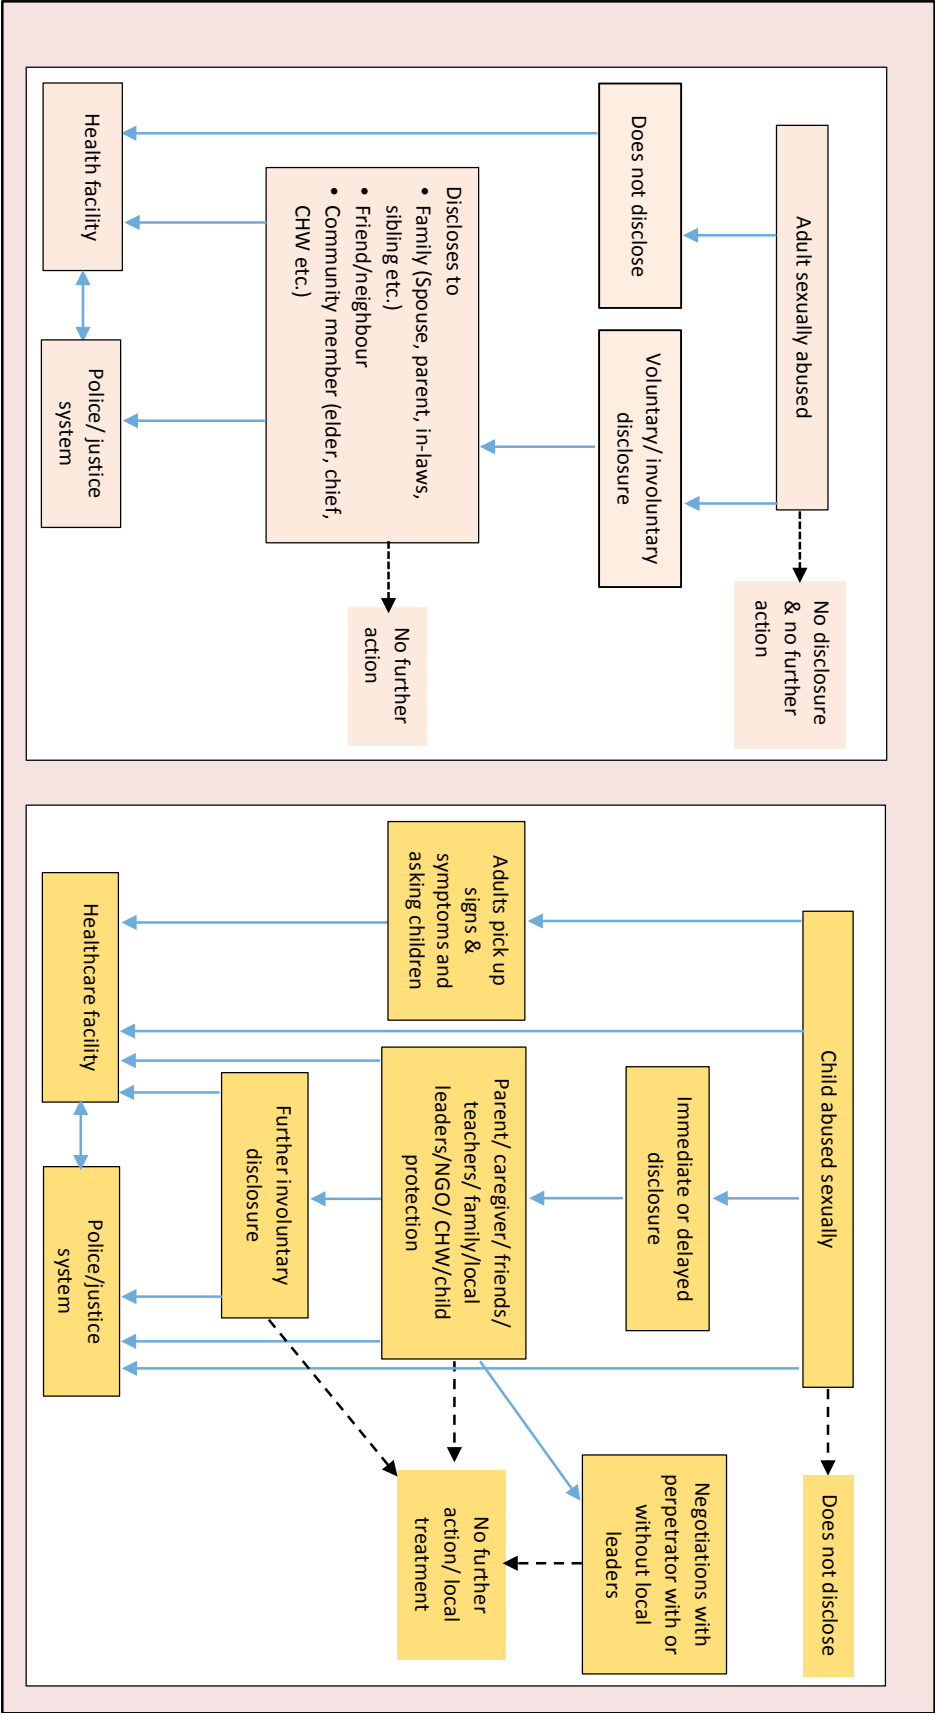 Adult sexually abused
No disclosure
& no further
action
Does not disclose
Voluntary/ involuntary
disclosure
Discloses to
• Family (Spouse, parent, in-laws,
sibling etc.)
• Friend/neighbour
• Community member (elder, chief,
CHW etc.)
No further
action
Health facility
Police/ justice
system
Child abused sexually
Does not disclose
Immediate or delayed
disclosure
Negotiations with
perpetrator with or
without local
leaders
Adults pick up
signs &
symptoms and
asking children
Parent/ caregiver/ friends/
teachers/ family/local
leaders/NGO/ CHW/child
protection
No further
action/ local
treatment
Further involuntary
disclosure
Healthcare facility
Police/justice
system